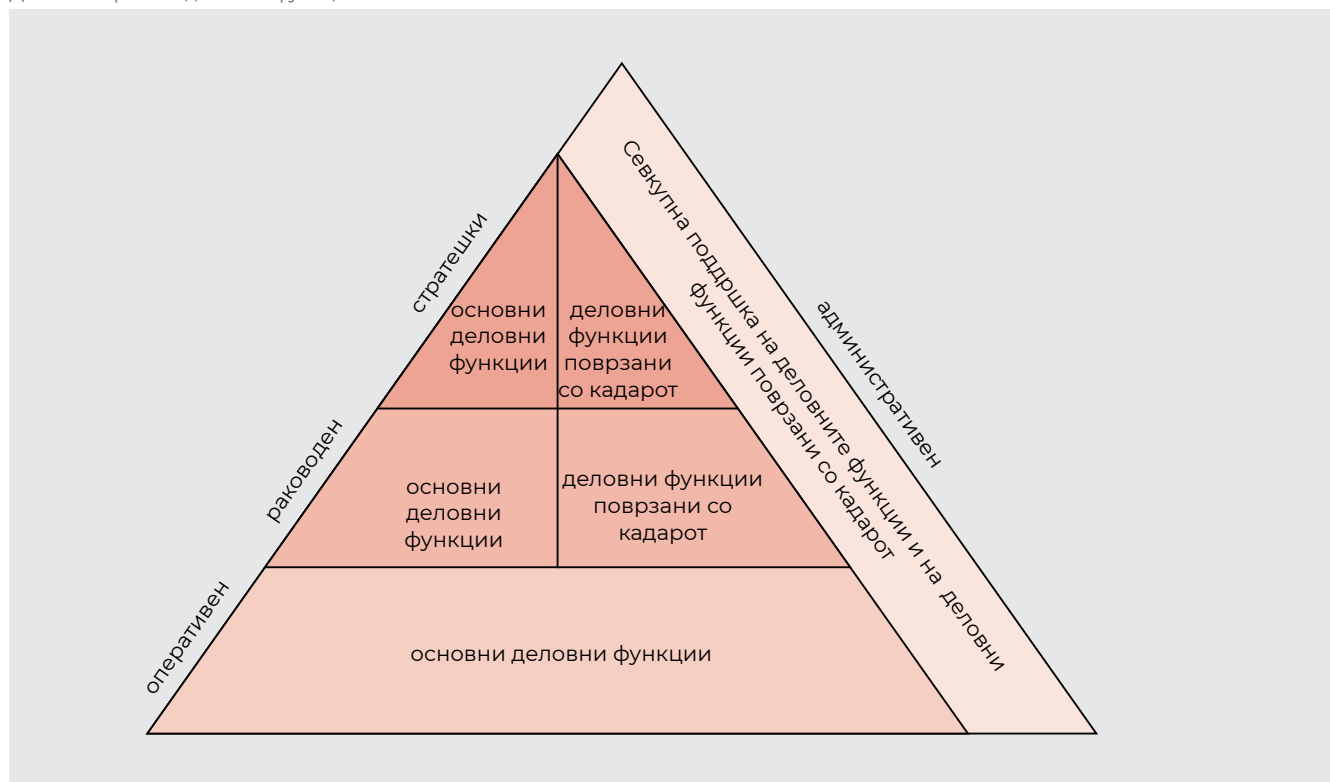 стратешки
основни
деловни
функции
деловни
функции
поврзани
со кадарот
раководен
основни
деловни
функции
деловни функции
поврзани со
кадарот
оперативен
основни деловни функции
Севкупна поддршка на деловните функции и на деловни
функции поврзани со кадарот
административен